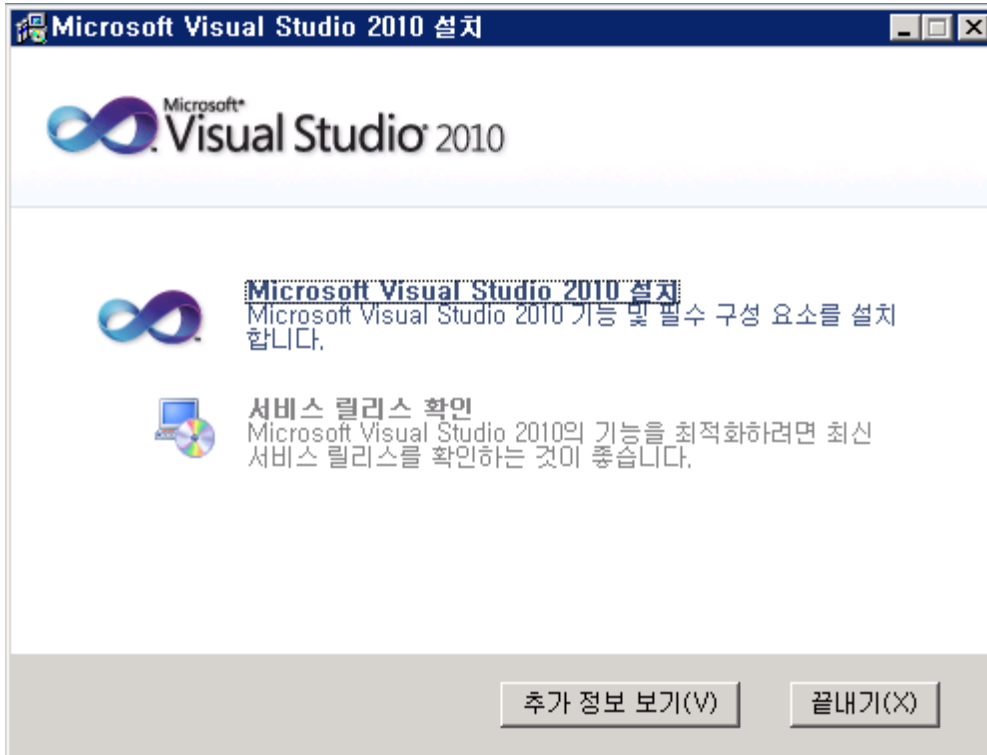 Microsoft Visual Studio 2010 설치
Microsoft®
Visual Studio® 2010
Microsoft Visual Studio 2010 설치
Microsoft Visual Studio 2010 기능 및 필수 구성 요소를 설치
합니다.
서비스 릴리스 확인
Microsoft Visual Studio 2010의 기능을 최적화하려면 최신
서비스 릴리스를 확인하는 것이 좋습니다.
추가 정보 보기(V)
끝내기(X)